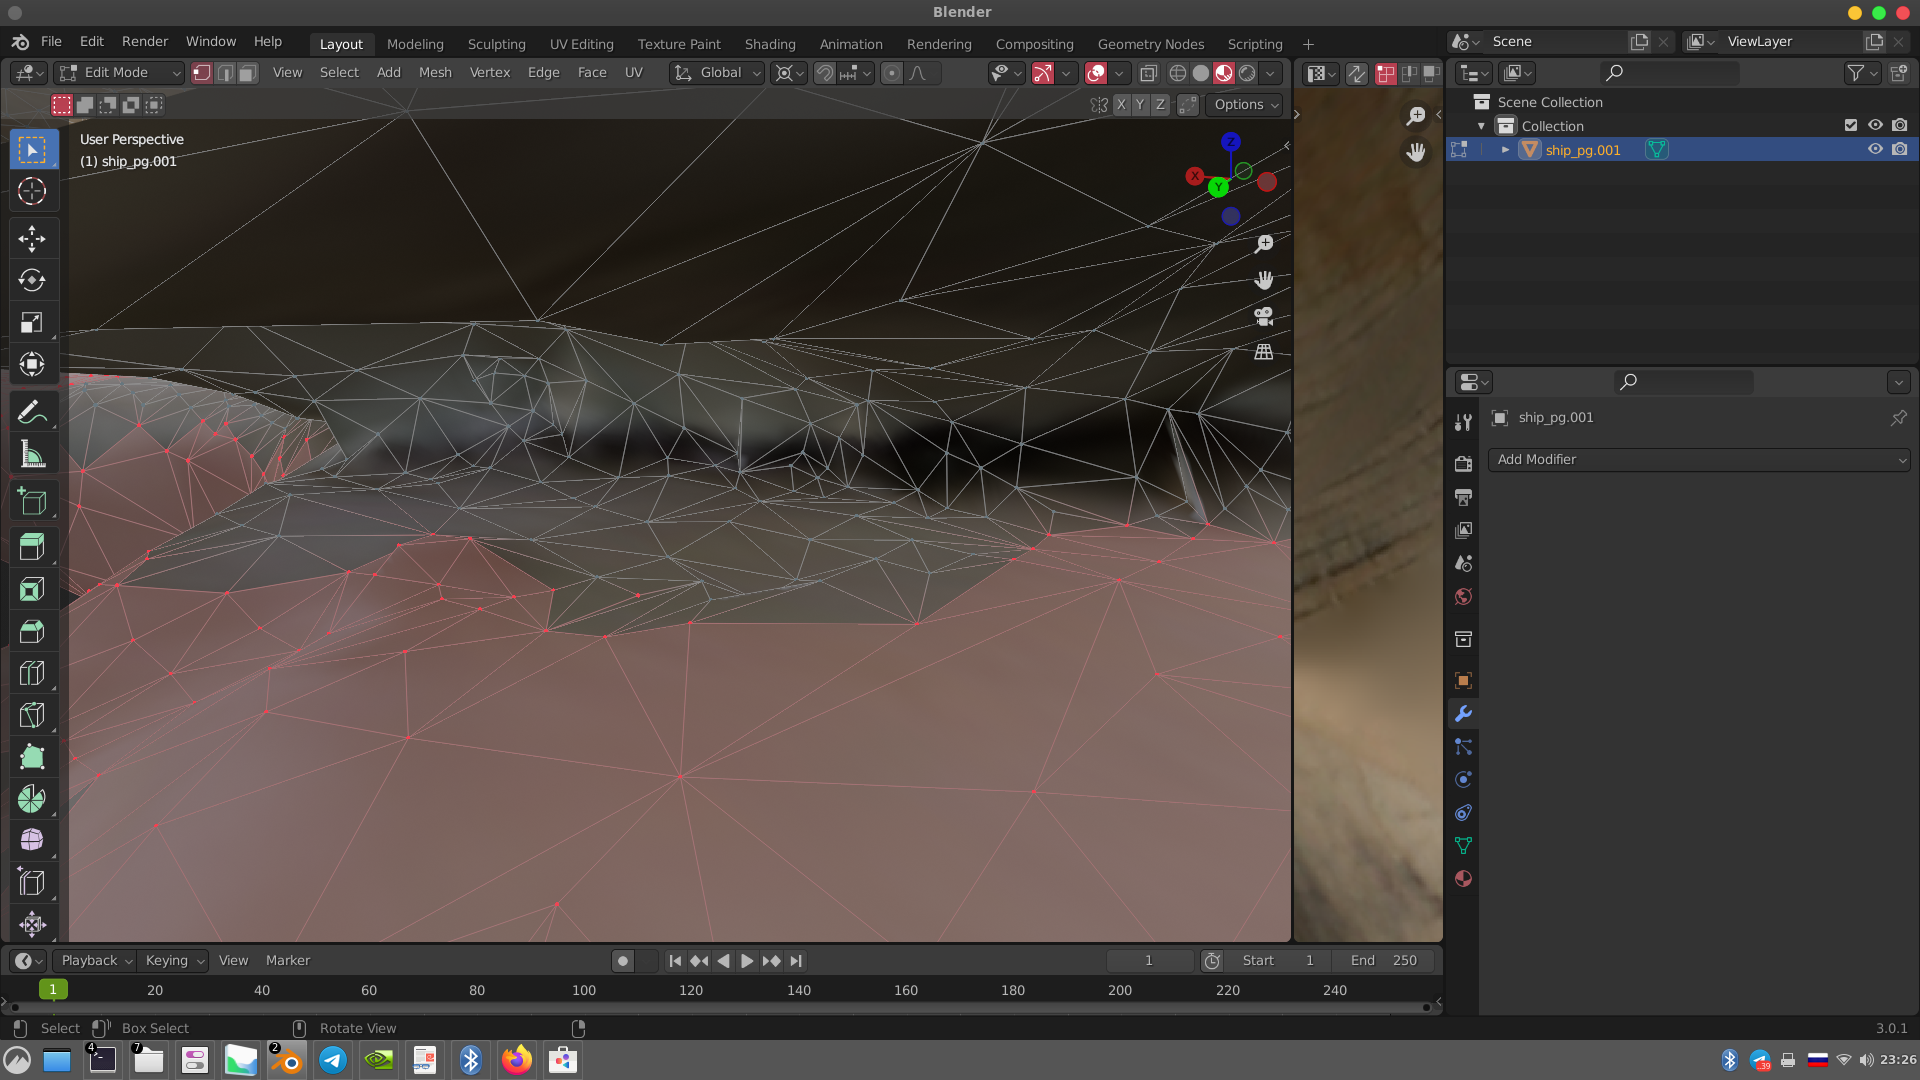 Blender
File Edit Render Window Help
Layout Modeling Sculpting UV Editing Texture Paint Shading Animation Rendering Compositing Geometry Nodes Scripting +
Scene
ViewLayer
Edit Mode
View Select Add Mesh Vertex Edge Face UV
Global
X Y Z
Options
User Perspective
(1) ship_pg.001
Z
X
Y
Scene Collection
Collection
ship_pg.001
ship_pg.001
Add Modifier
Playback Keying View Marker
1
Start 1
End 250
1 20 40 60 80 100 120 140 160 180 200 220 240
Select Box Select Rotate View
3.0.1
4 7 2
39
23:26